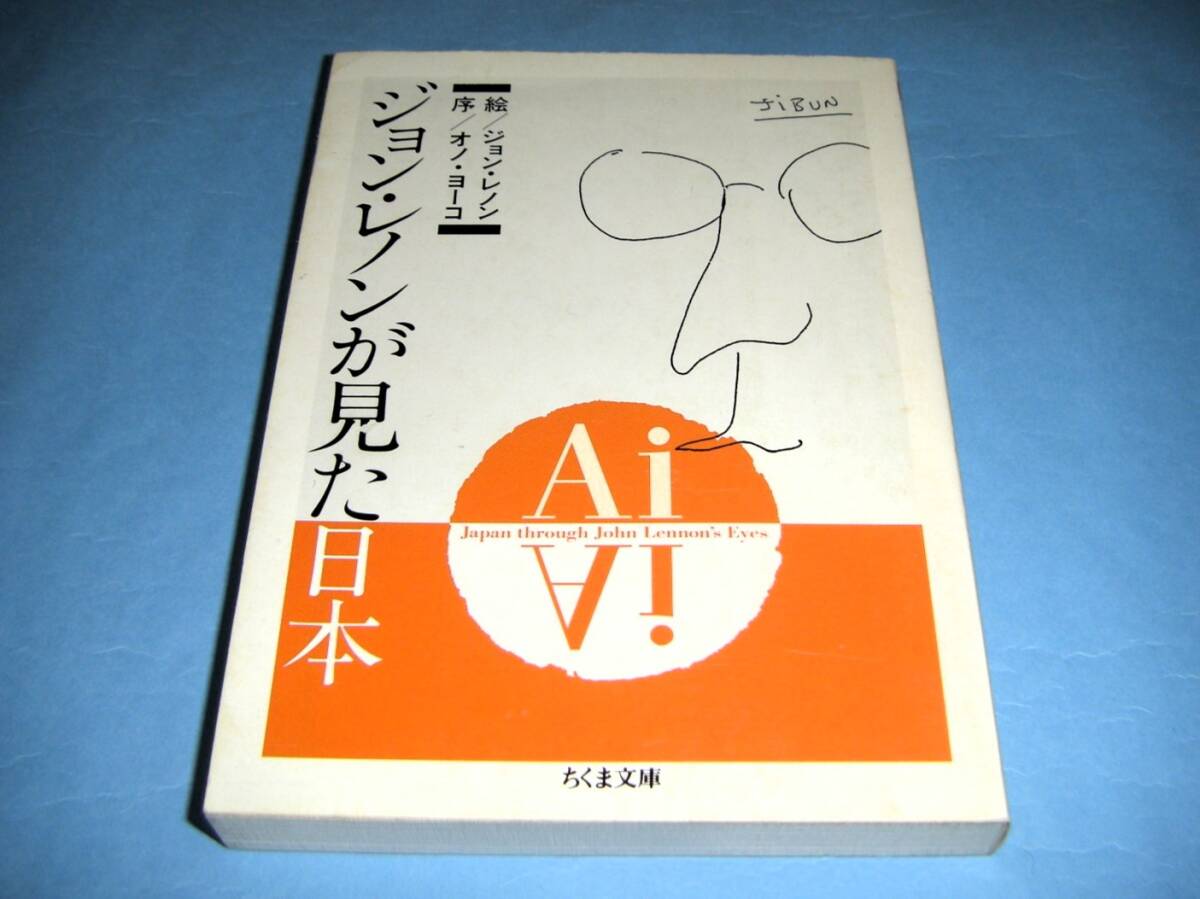 ジョン・レノンが見た日本
絵／ジョン・レノン
序／オノ・ヨーコ
JiBUN
Ai
Japan through John Lennon's Eyes
Ai
ちくま文庫